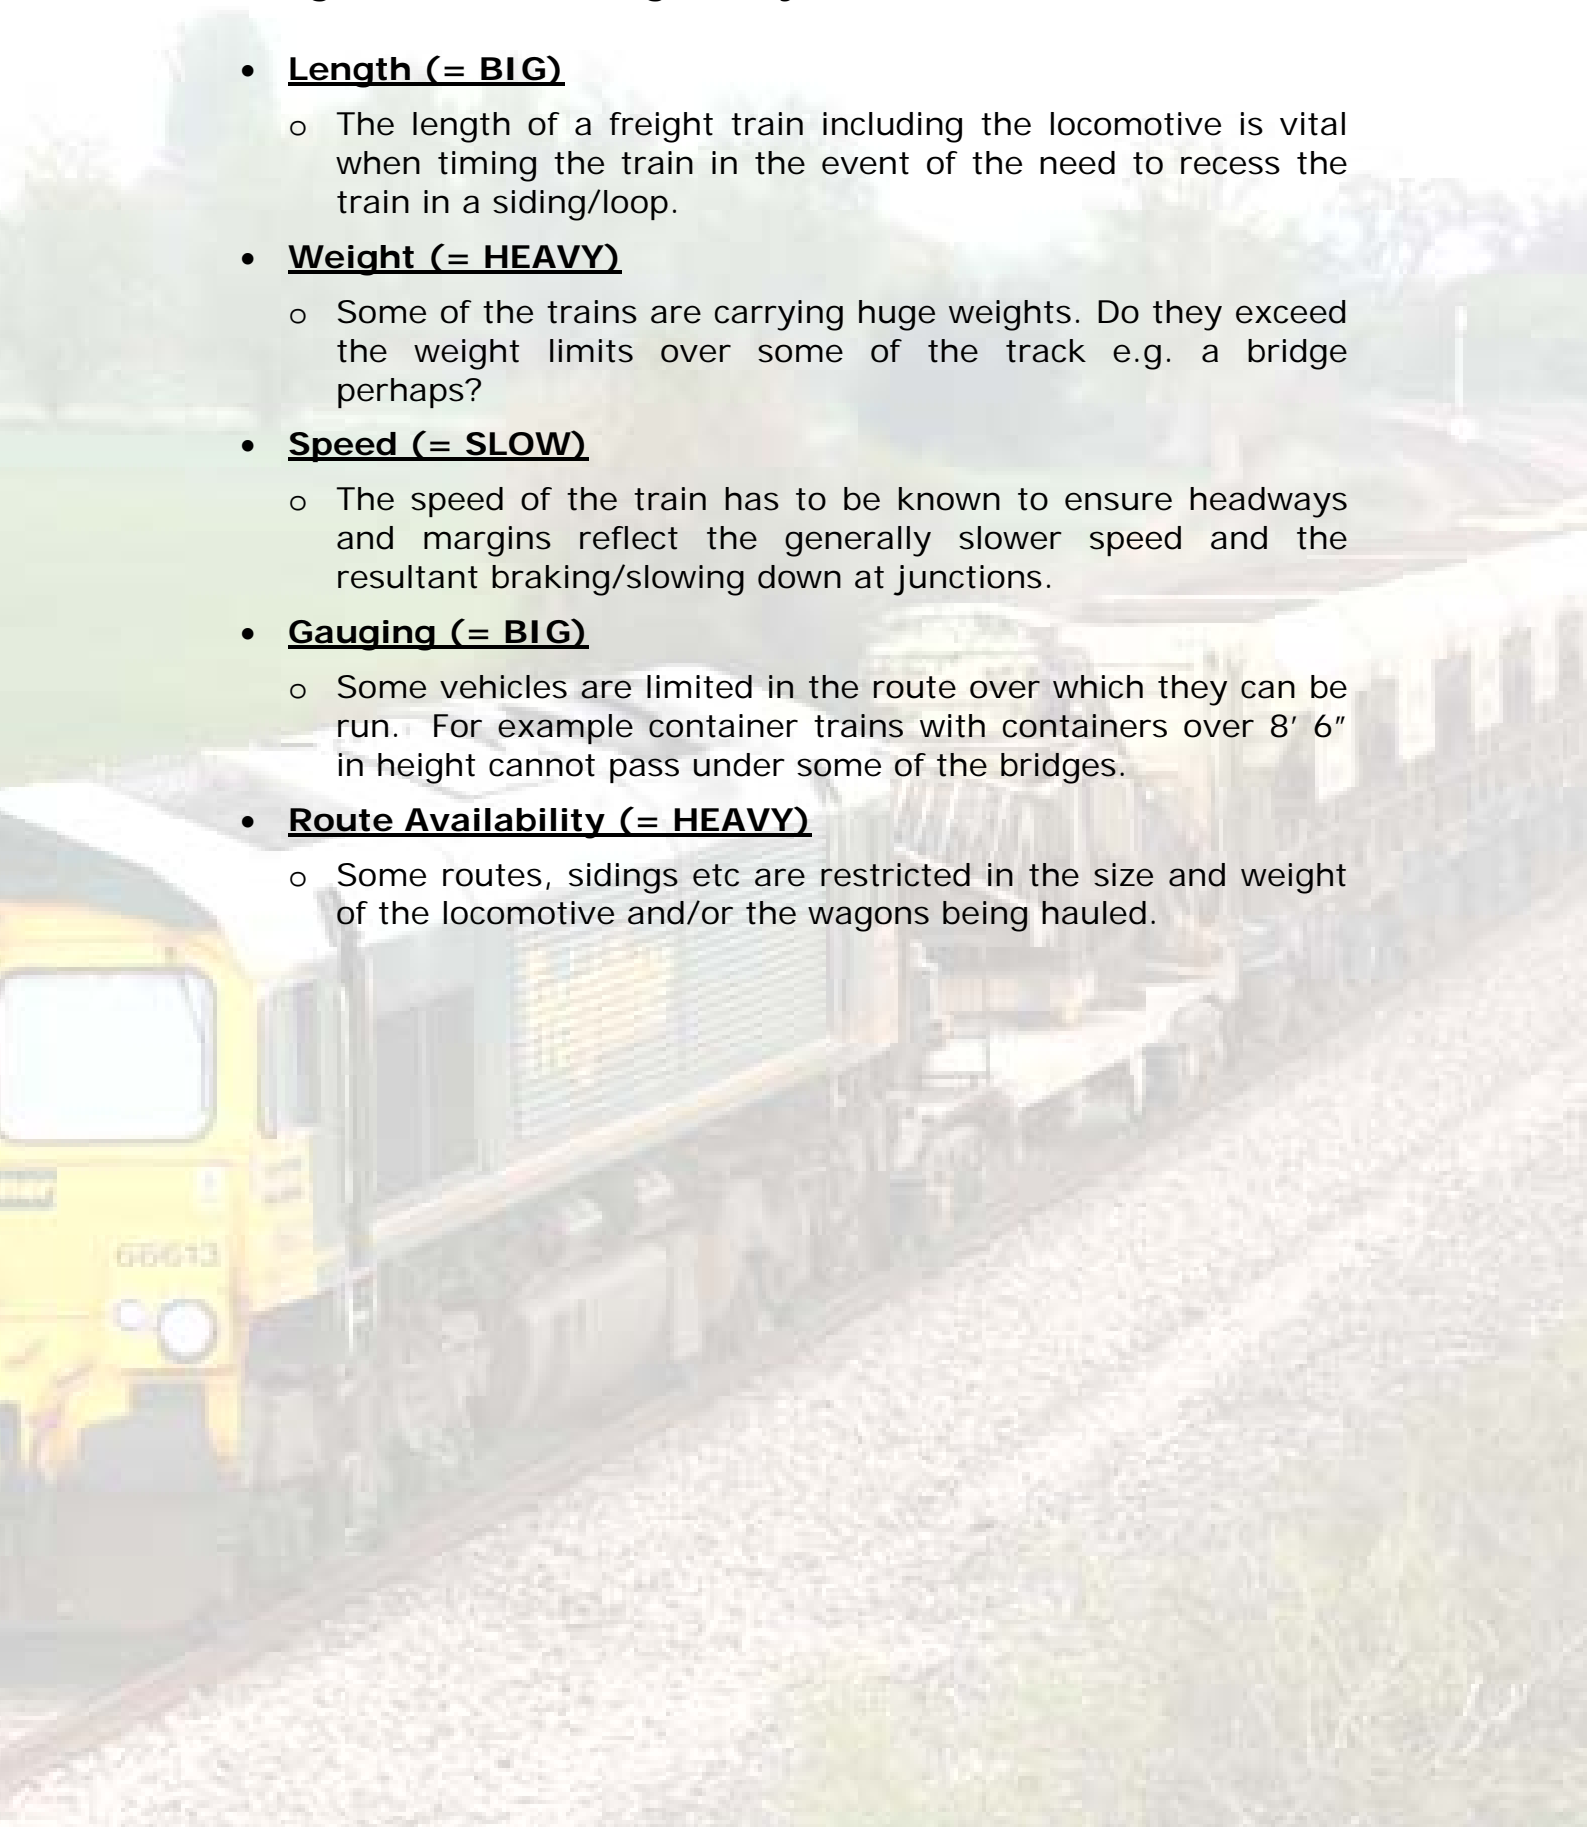 • Length (= BIG)
o The length of a freight train including the locomotive is vital
when timing the train in the event of the need to recess the
train in a siding/loop.
• Weight (= HEAVY)
o Some of the trains are carrying huge weights. Do they exceed
the weight limits over some of the track e.g. a bridge
perhaps?
• Speed (= SLOW)
o The speed of the train has to be known to ensure headways
and margins reflect the generally slower speed and the
resultant braking/slowing down at junctions.
• Gauging (= BIG)
o Some vehicles are limited in the route over which they can be
run. For example container trains with containers over 8′ 6″
in height cannot pass under some of the bridges.
• Route Availability (= HEAVY)
o Some routes, sidings etc are restricted in the size and weight
of the locomotive and/or the wagons being hauled.
66613